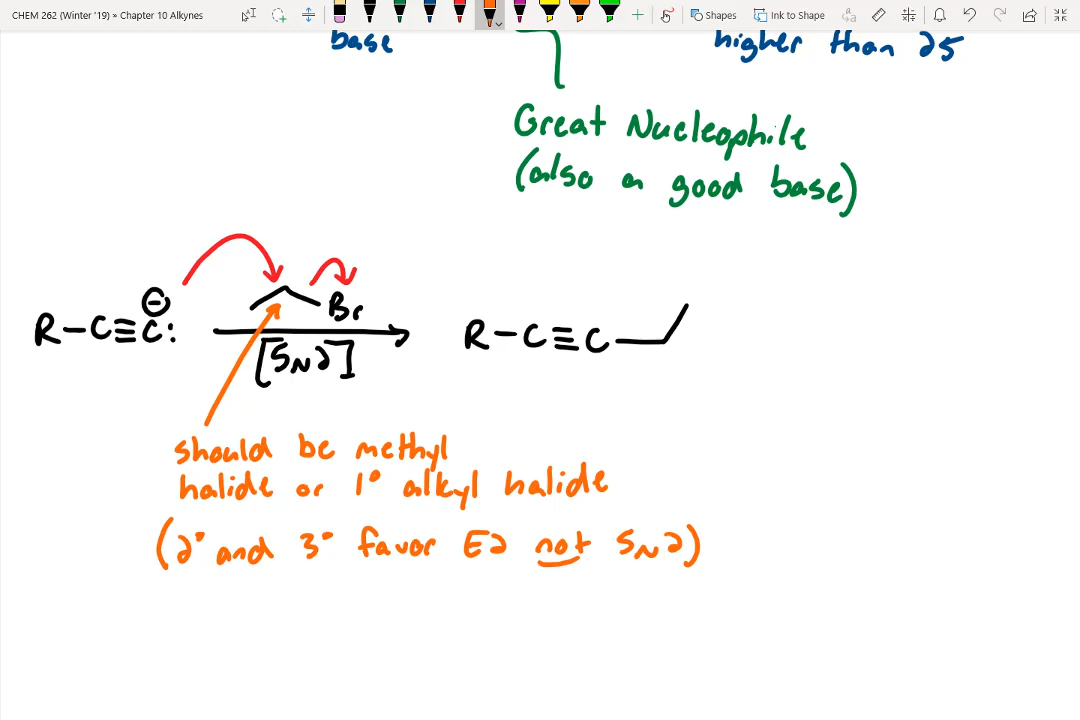 CHEM 262 (Winter '19) » Chapter 10 Alkynes
Shapes
Ink to Shape
base
higher than 25
Great Nucleophile
(also a good base)
R-C≡C:⊖
Br
[SN2]
R-C≡C
should be methyl
halide or 1° alkyl halide
(2° and 3° favor E2 not SN2)